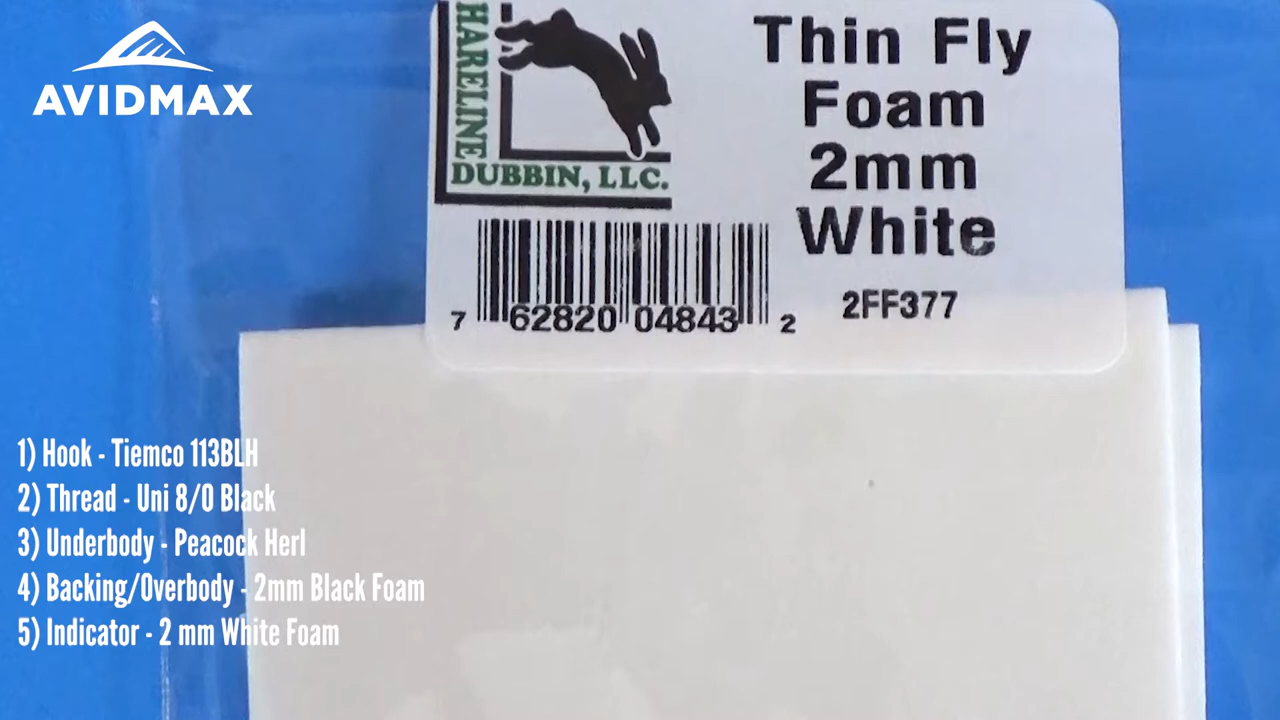 AVIDMAX
HARELINE
DUBBIN, LLC.
Thin Fly
Foam
2mm
White
2FF377
7 62820 04843 2
1) Hook - Tiemco 113BLH
2) Thread - Uni 8/0 Black
3) Underbody - Peacock Herl
4) Backing/Overbody - 2mm Black Foam
5) Indicator - 2 mm White Foam